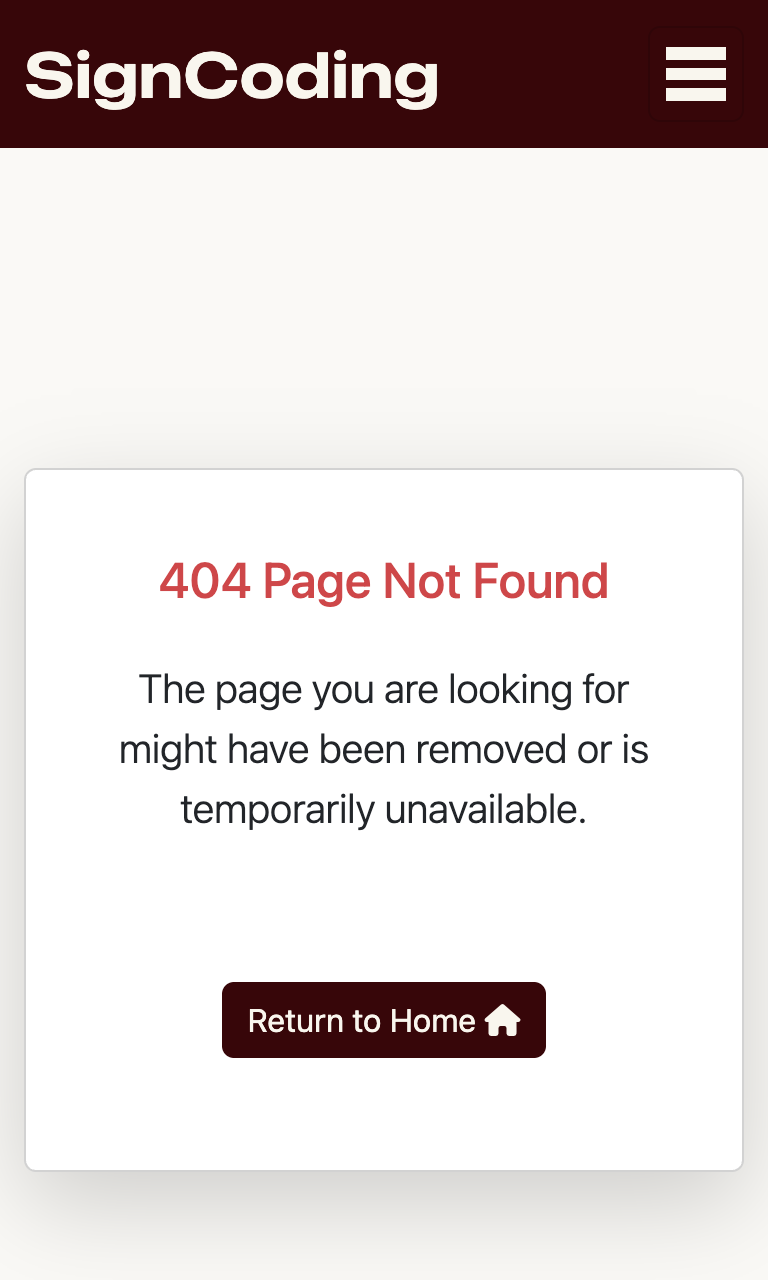 SignCoding
404 Page Not Found
The page you are looking for
might have been removed or is
temporarily unavailable.
Return to Home